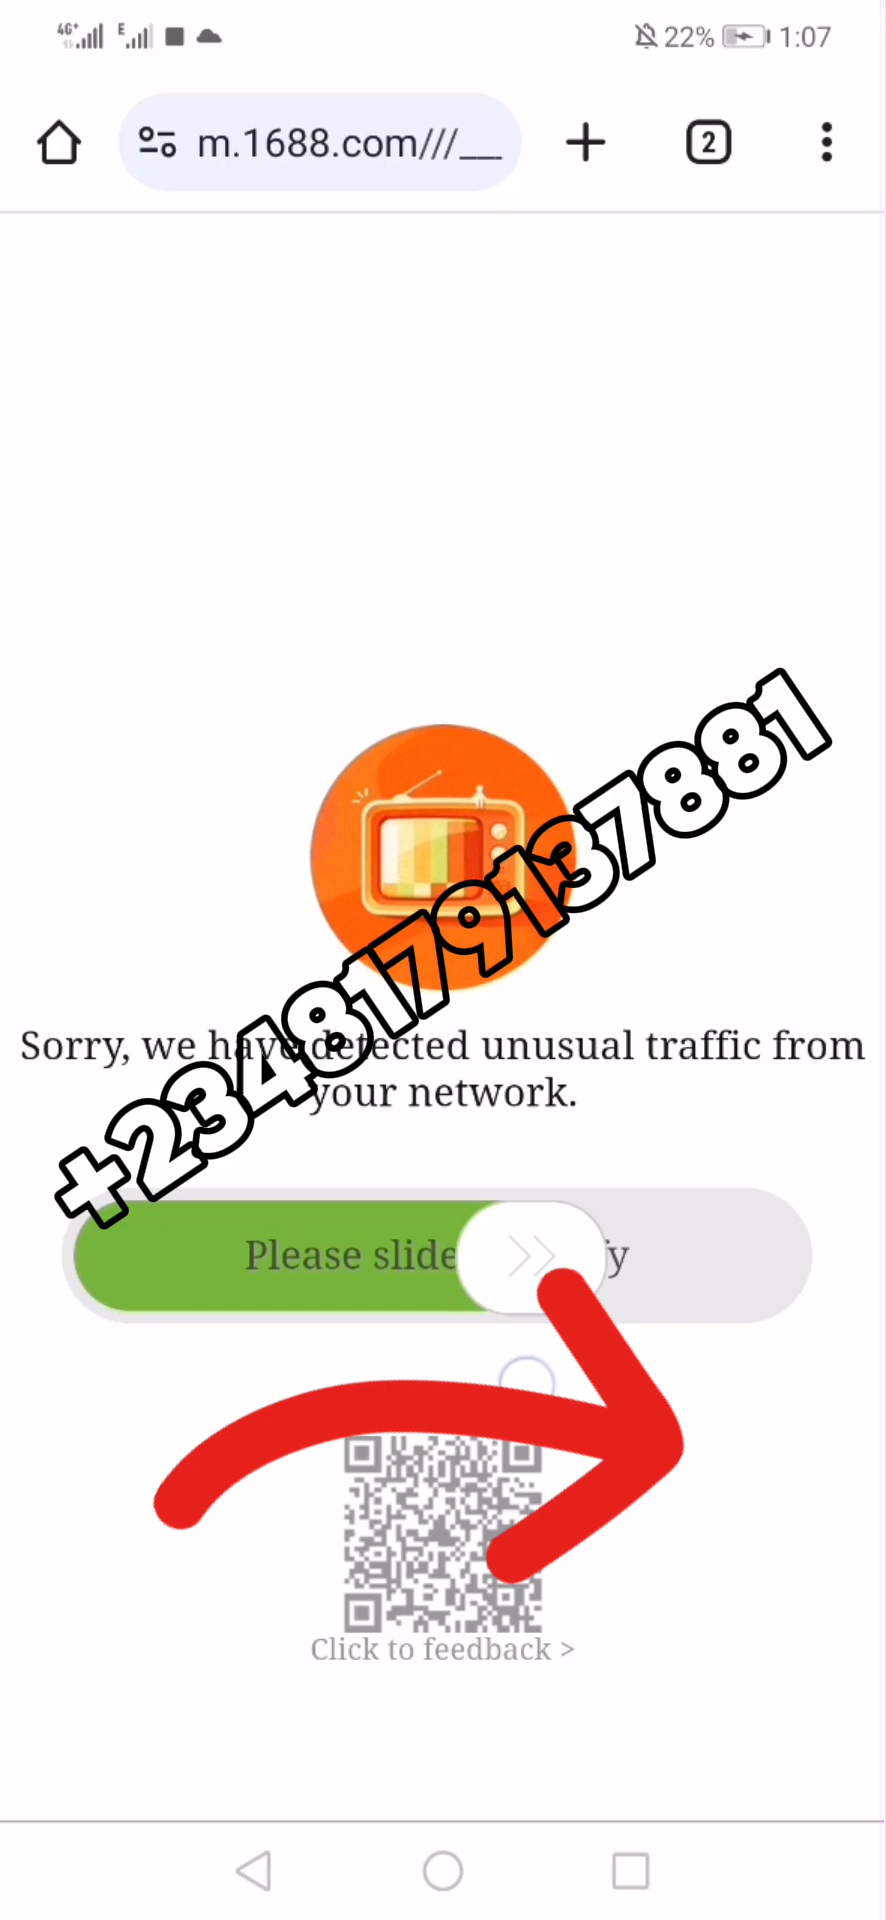 4G+ E 22% 1:07
m.1688.com///__ 2
+2348179137881
Sorry, we have detected unusual traffic from
your network.
Please slide y
Click to feedback >